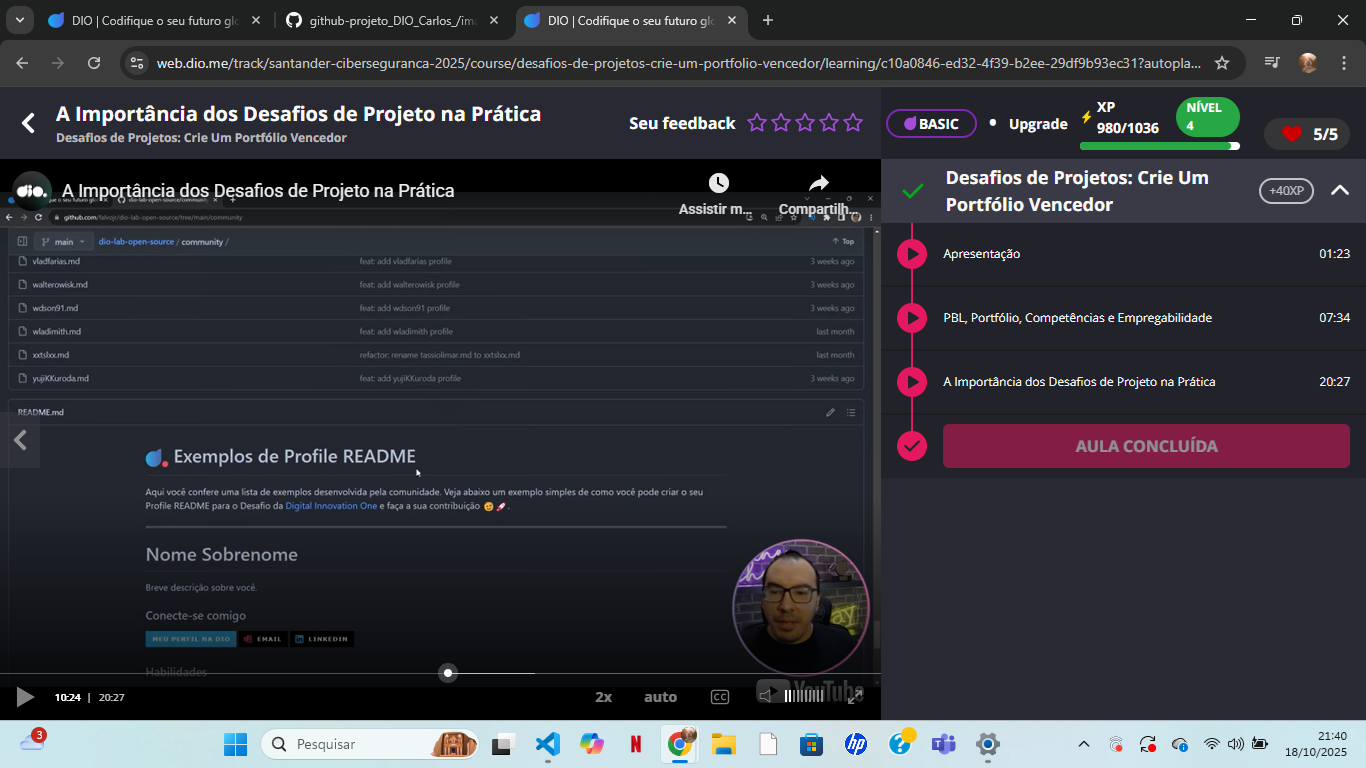 DIO | Codifique o seu futuro glo
github-projeto_DIO_Carlos_/ima
DIO | Codifique o seu futuro glo
web.dio.me/track/santander-ciberseguranca-2025/course/desafios-de-projetos-crie-um-portfolio-vencedor/learning/c10a0846-ed32-4f39-b2ee-29df9b93ec31?autopla...
A Importância dos Desafios de Projeto na Prática
Desafios de Projetos: Crie Um Portfólio Vencedor
Seu feedback
BASIC
Upgrade
XP
980/1036
NÍVEL
4
5/5
dio.
A Importância dos Desafios de Projeto na Prática
Assistir m...
Compartilh...
github.com/falvojr/dio-lab-open-source/tree/main/community
main
dio-lab-open-source / community /
Top
vladfarias.md
feat: add vladfarias profile
3 weeks ago
walterowisk.md
feat: add walterowisk profile
3 weeks ago
wdson91.md
feat: add wdson91 profile
3 weeks ago
wladimith.md
feat: add wladimith profile
last month
xxtslxx.md
refactor: rename tassiolimar.md to xxtslxx.md
last month
yujiKKuroda.md
feat: add yujiKKuroda profile
3 weeks ago
README.md
Exemplos de Profile README
Aqui você confere uma lista de exemplos desenvolvida pela comunidade. Veja abaixo um exemplo simples de como você pode criar o seu
Profile README para o Desafio da Digital Innovation One e faça a sua contribuição
Nome Sobrenome
Breve descrição sobre você.
Conecte-se comigo
MEU PERFIL NA DIO
EMAIL
LINKEDIN
Habilidades
10:24 | 20:27
2x
auto
CC
YouTube
Desafios de Projetos: Crie Um
Portfólio Vencedor
+40XP
Apresentação
01:23
PBL, Portfólio, Competências e Empregabilidade
07:34
A Importância dos Desafios de Projeto na Prática
20:27
AULA CONCLUÍDA
3
Pesquisar
21:40
18/10/2025